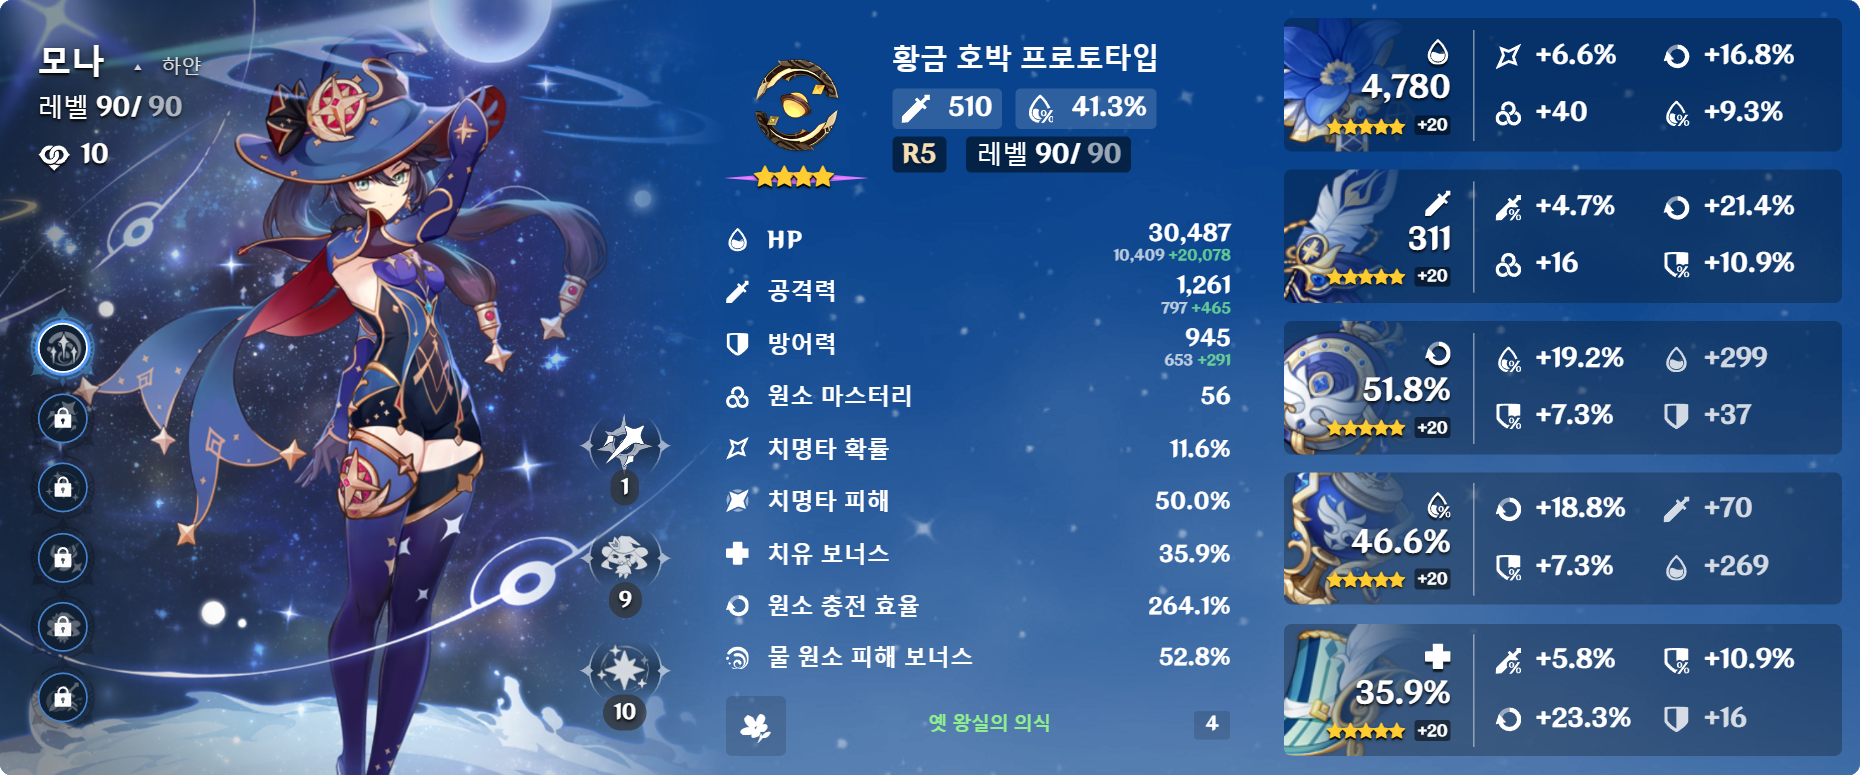 모나 ▲ 하얀
레벨 90/ 90
10
1
9
10
황금 호박 프로토타입
510 41.3%
R5 레벨 90/ 90
HP 30,487
10,409 +20,078
공격력 1,261
797 +465
방어력 945
653 +291
원소 마스터리 56
치명타 확률 11.6%
치명타 피해 50.0%
치유 보너스 35.9%
원소 충전 효율 264.1%
물 원소 피해 보너스 52.8%
옛 왕실의 의식 4
4,780
+20
+6.6% +16.8%
+40 +9.3%
311
+20
+4.7% +21.4%
+16 +10.9%
51.8%
+20
+19.2% +299
+7.3% +37
46.6%
+20
+18.8% +70
+7.3% +269
35.9%
+20
+5.8% +10.9%
+23.3% +16